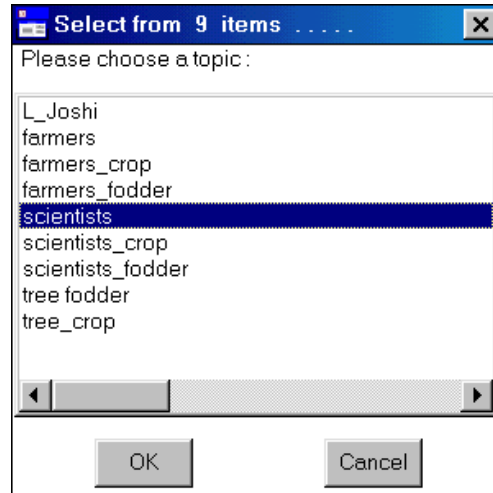 Select from 9 items .....
Please choose a topic :
L_Joshi
farmers
farmers_crop
farmers_fodder
scientists
scientists_crop
scientists_fodder
tree fodder
tree_crop
OK
Cancel